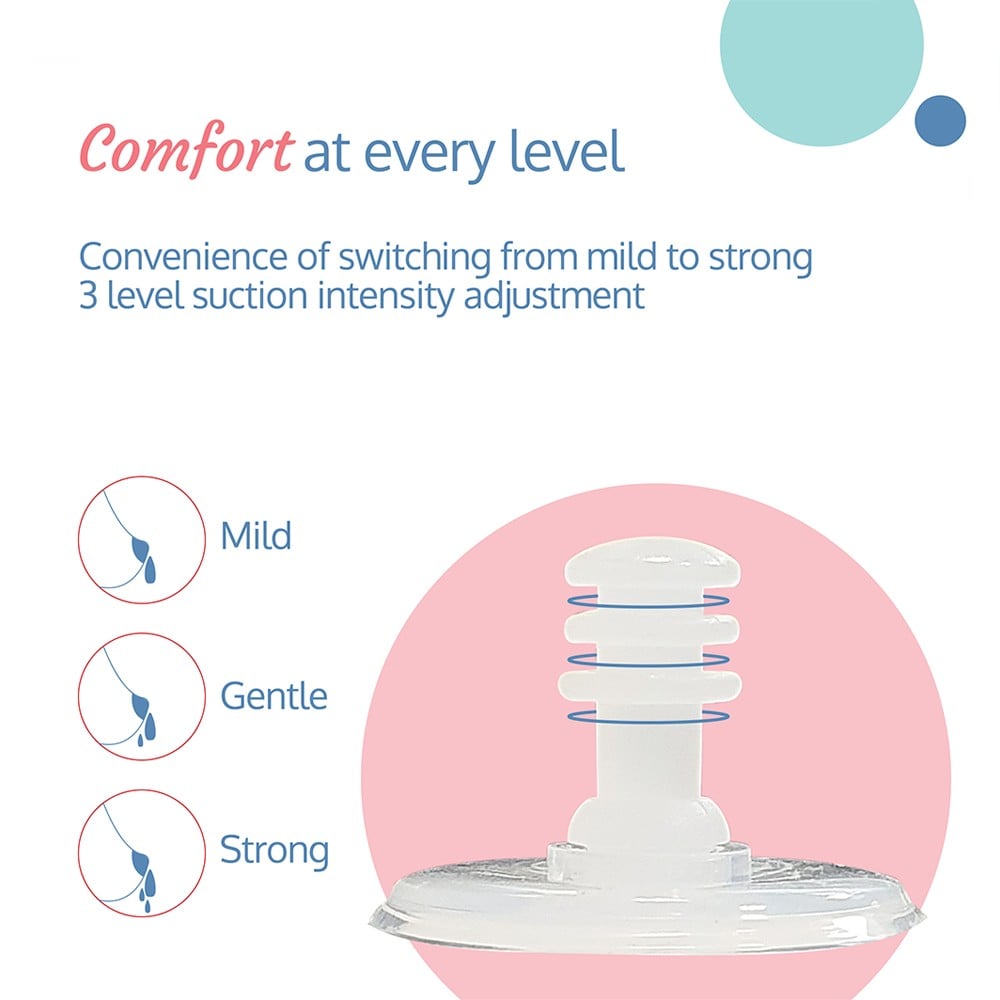 Comfort at every level
Convenience of switching from mild to strong
3 level suction intensity adjustment
Mild
Gentle
Strong